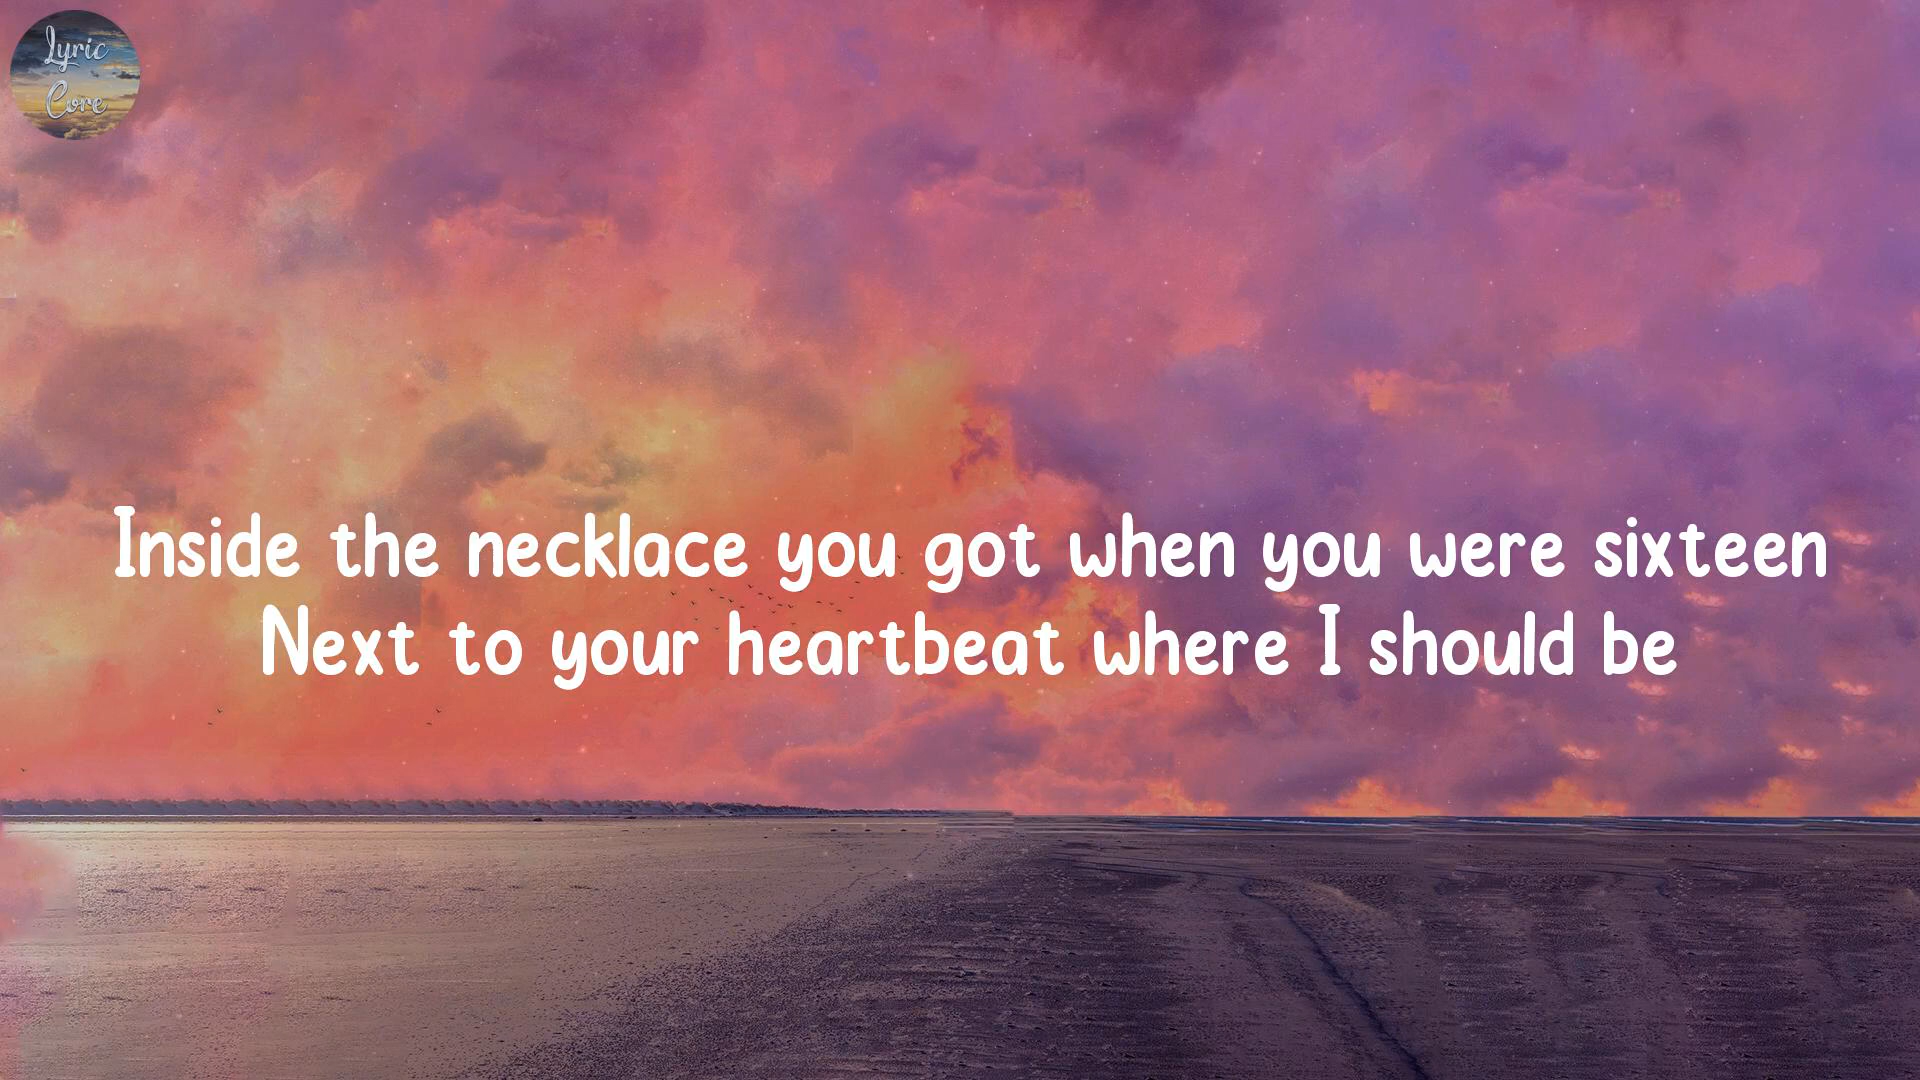 Lyric
Core
Inside the necklace you got when you were sixteen
Next to your heartbeat where I should be